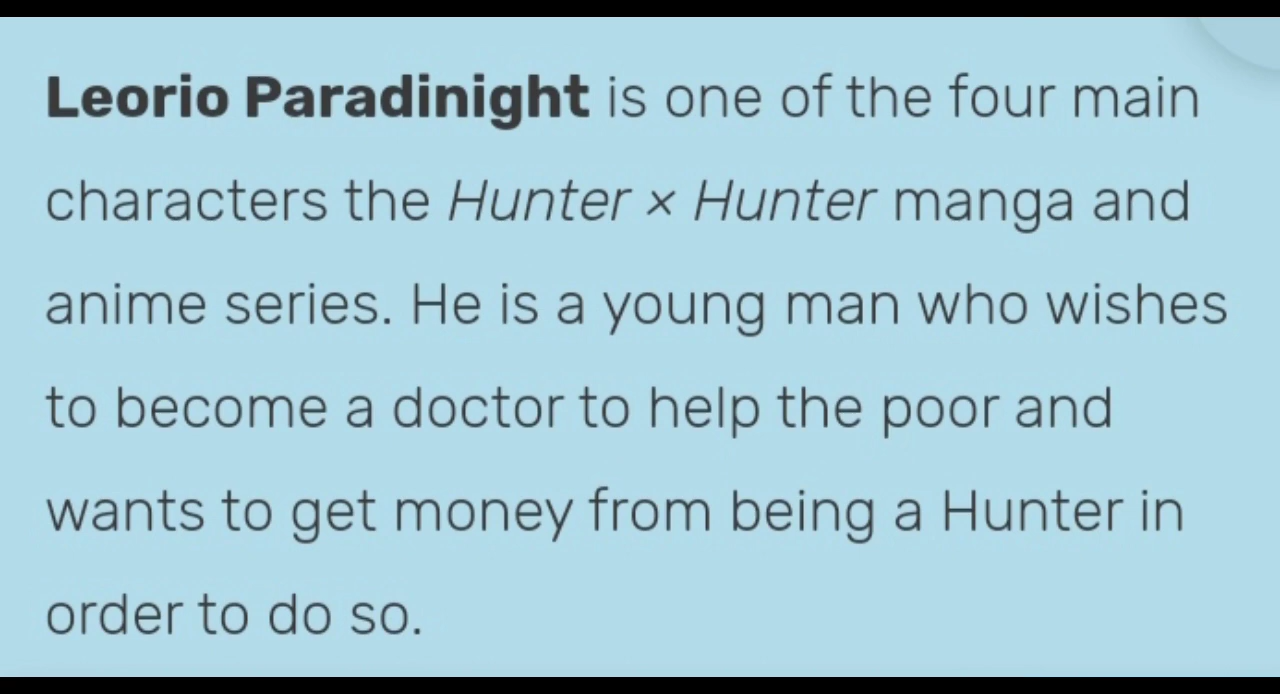 Leorio Paradinight is one of the four main
characters the Hunter × Hunter manga and
anime series. He is a young man who wishes
to become a doctor to help the poor and
wants to get money from being a Hunter in
order to do so.